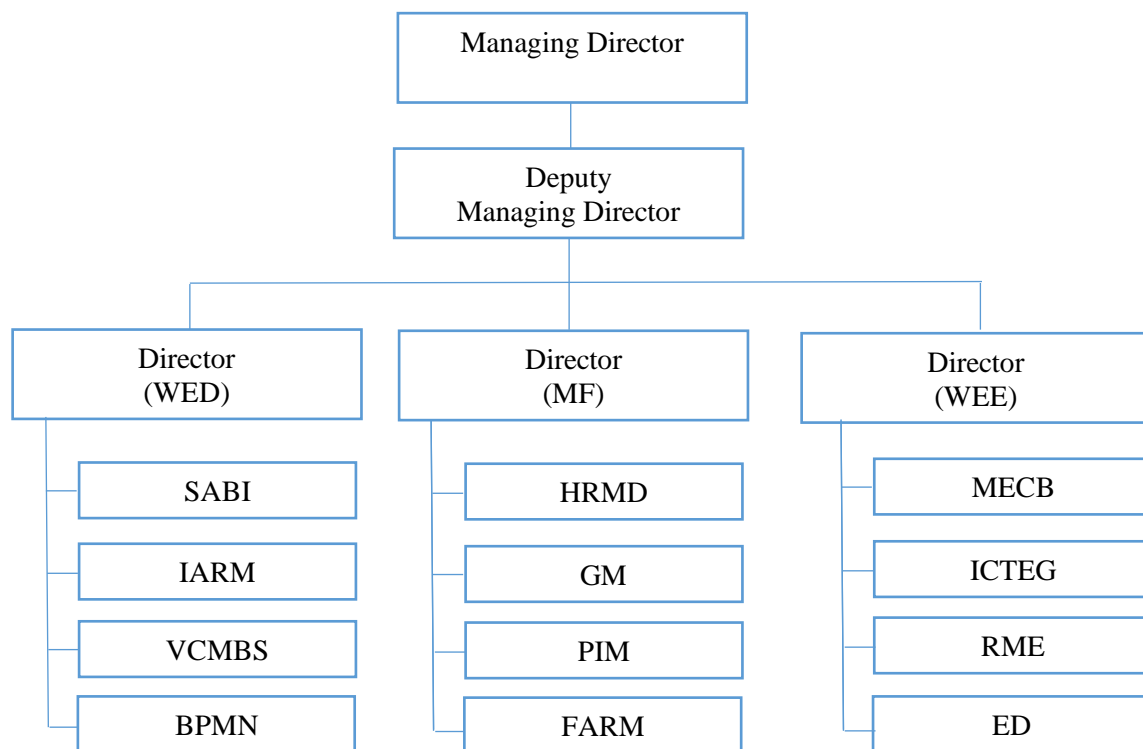 Managing Director
Deputy
Managing Director
Director
(WED)
Director
(MF)
Director
(WEE)
SABI
HRMD
MECB
IARM
GM
ICTEG
VCMBS
PIM
RME
BPMN
FARM
ED